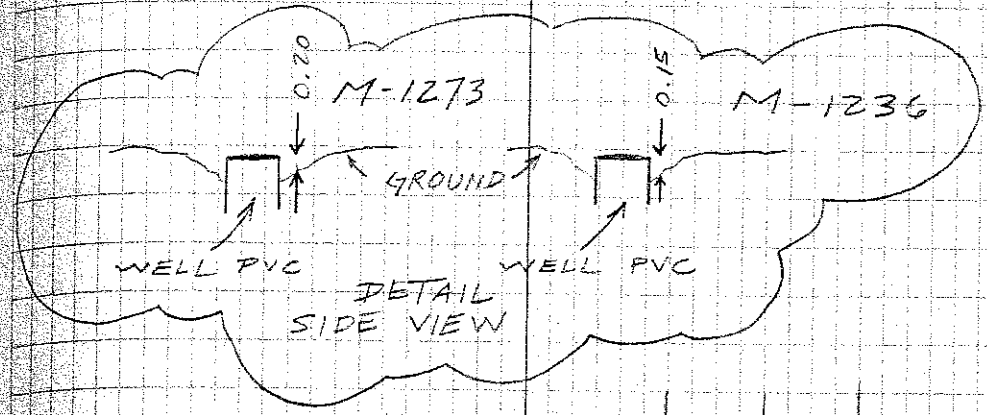 0.20
M-1273
0.15
M-1236
GROUND
WELL PVC
WELL PVC
DETAIL
SIDE VIEW